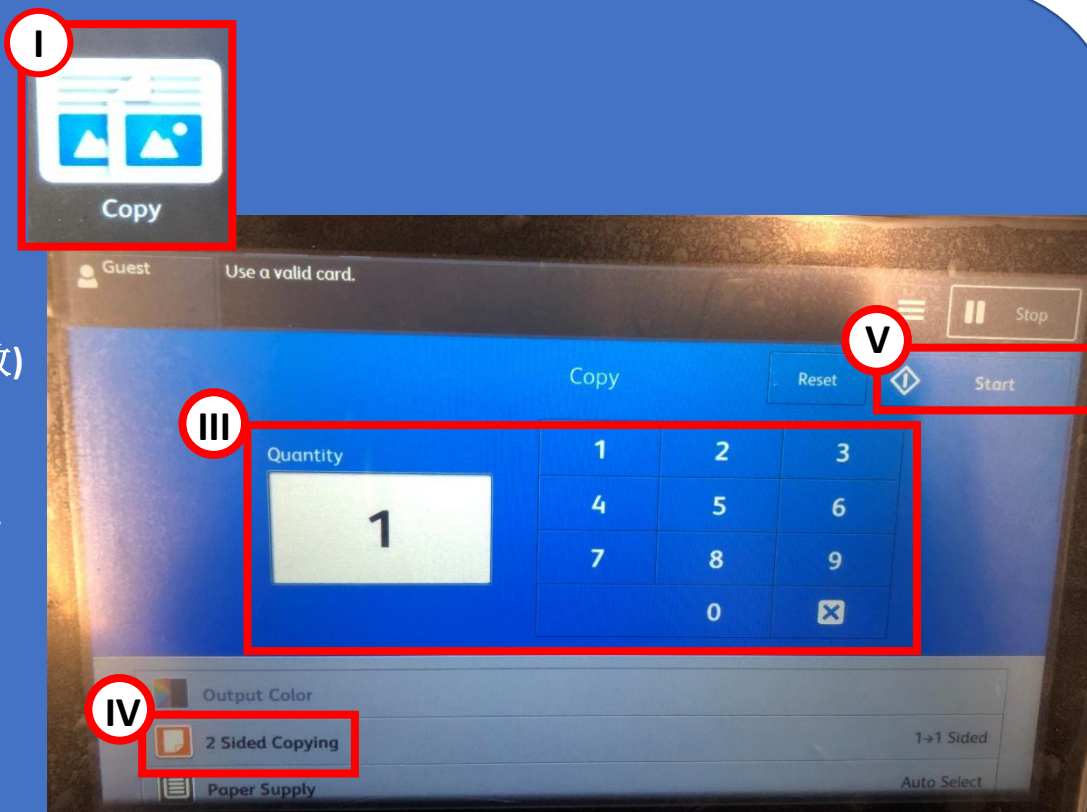 I
Copy
Guest
Use a valid card.
Stop
V
Copy
Reset
Start
III
Quantity
1
1 2 3
4 5 6
7 8 9
0
IV
Output Color
2 Sided Copying
1→1 Sided
Paper Supply
Auto Select
)